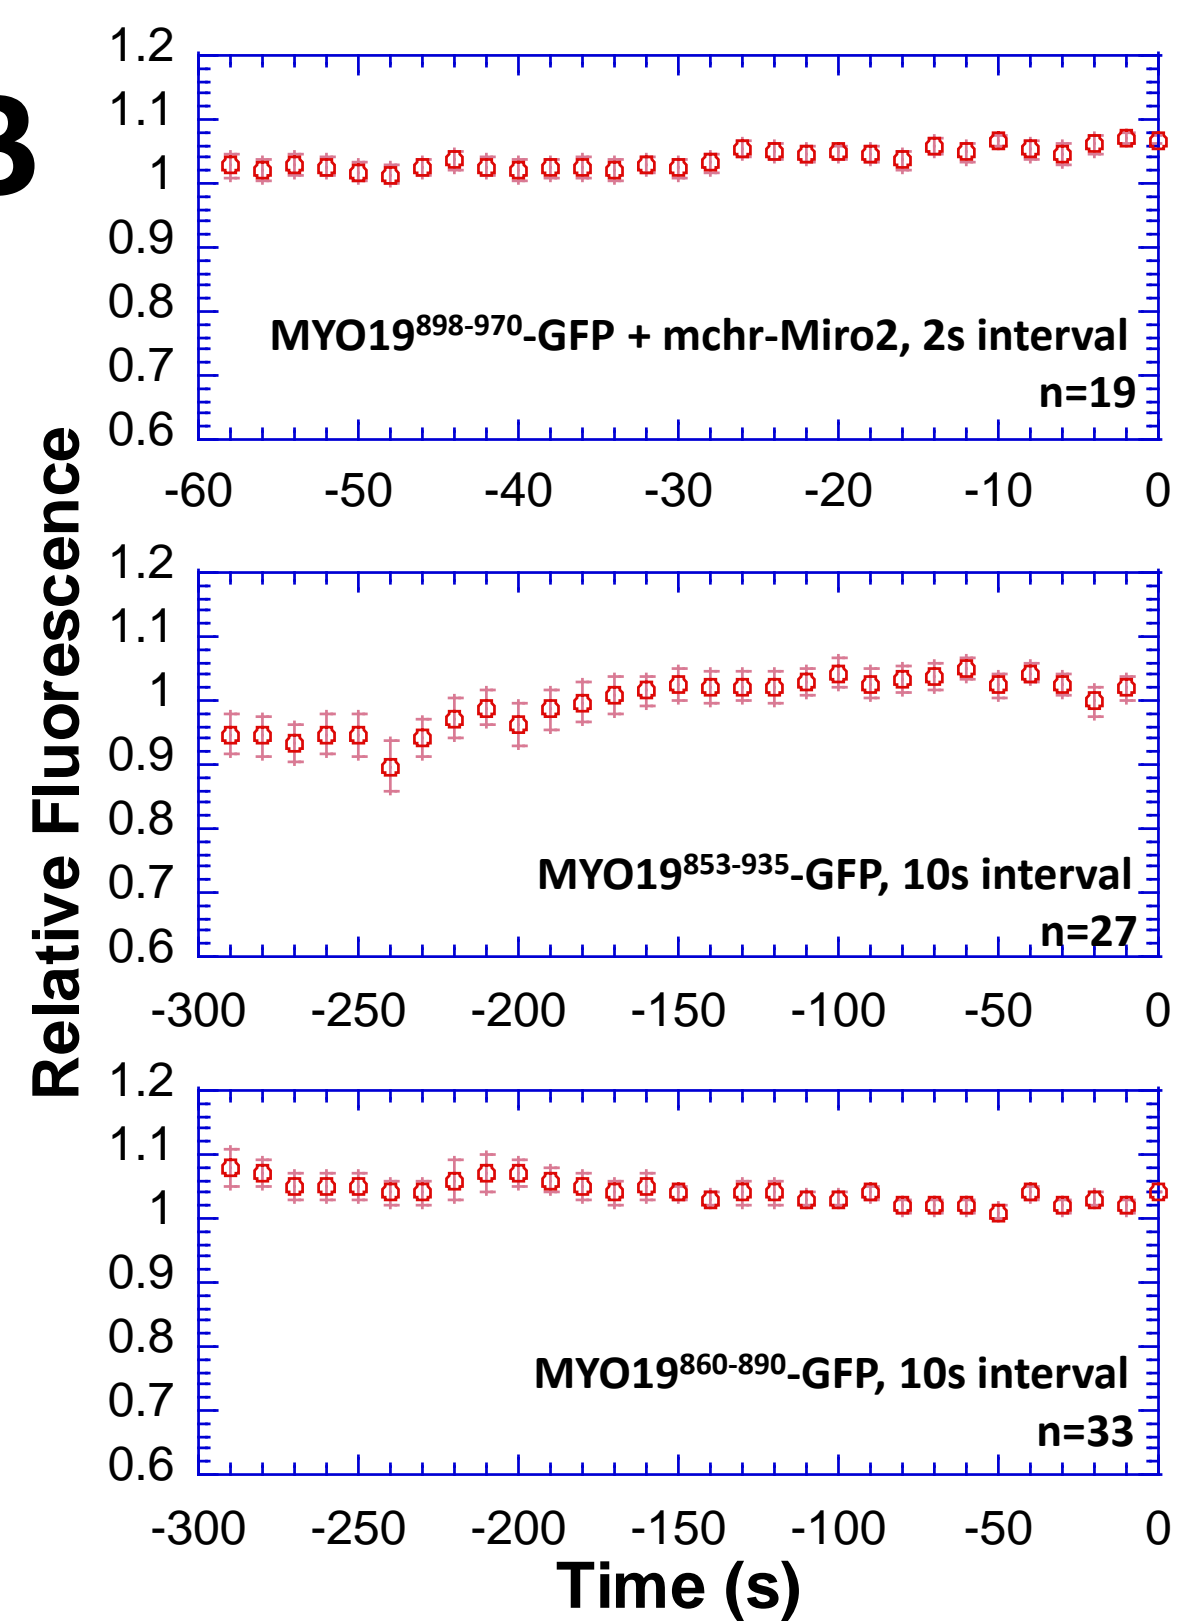 B
Relative Fluorescence
1.2
1.1
1
0.9
0.8
0.7
0.6
MYO19898-970-GFP + mchr-Miro2, 2s interval
n=19
-60 -50 -40 -30 -20 -10 0
1.2
1.1
1
0.9
0.8
0.7
0.6
MYO19853-935-GFP, 10s interval
n=27
-300 -250 -200 -150 -100 -50 0
1.2
1.1
1
0.9
0.8
0.7
0.6
MYO19860-890-GFP, 10s interval
n=33
-300 -250 -200 -150 -100 -50 0
Time (s)